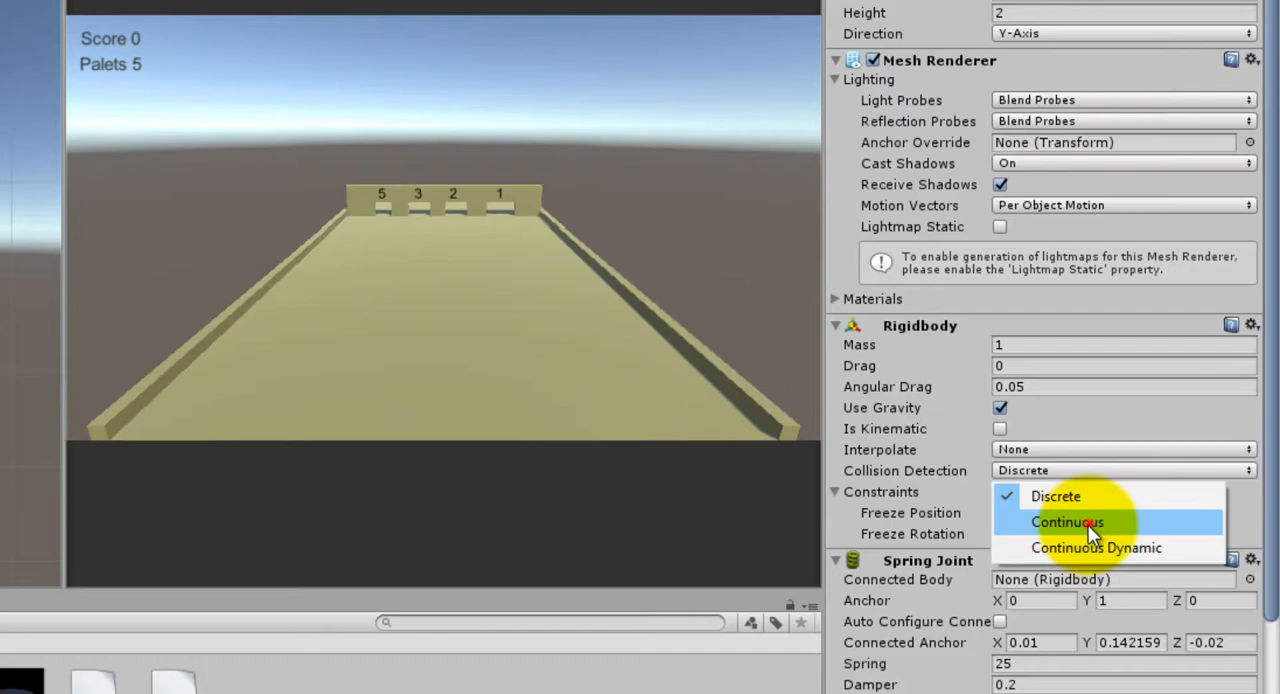 Score 0
Palets 5
5 3 2 1
Height 2
Direction Y-Axis
Mesh Renderer
Lighting
Light Probes Blend Probes
Reflection Probes Blend Probes
Anchor Override None (Transform)
Cast Shadows On
Receive Shadows
Motion Vectors Per Object Motion
Lightmap Static
To enable generation of lightmaps for this Mesh Renderer,
please enable the 'Lightmap Static' property.
Materials
Rigidbody
Mass 1
Drag 0
Angular Drag 0.05
Use Gravity
Is Kinematic
Interpolate None
Collision Detection Discrete
Constraints Discrete
Freeze Position Continuous
Freeze Rotation Continuous Dynamic
Spring Joint
Connected Body None (Rigidbody)
Anchor X 0 Y 1 Z 0
Auto Configure Conne
Connected Anchor X 0.01 Y 0.142159 Z -0.02
Spring 25
Damper 0.2